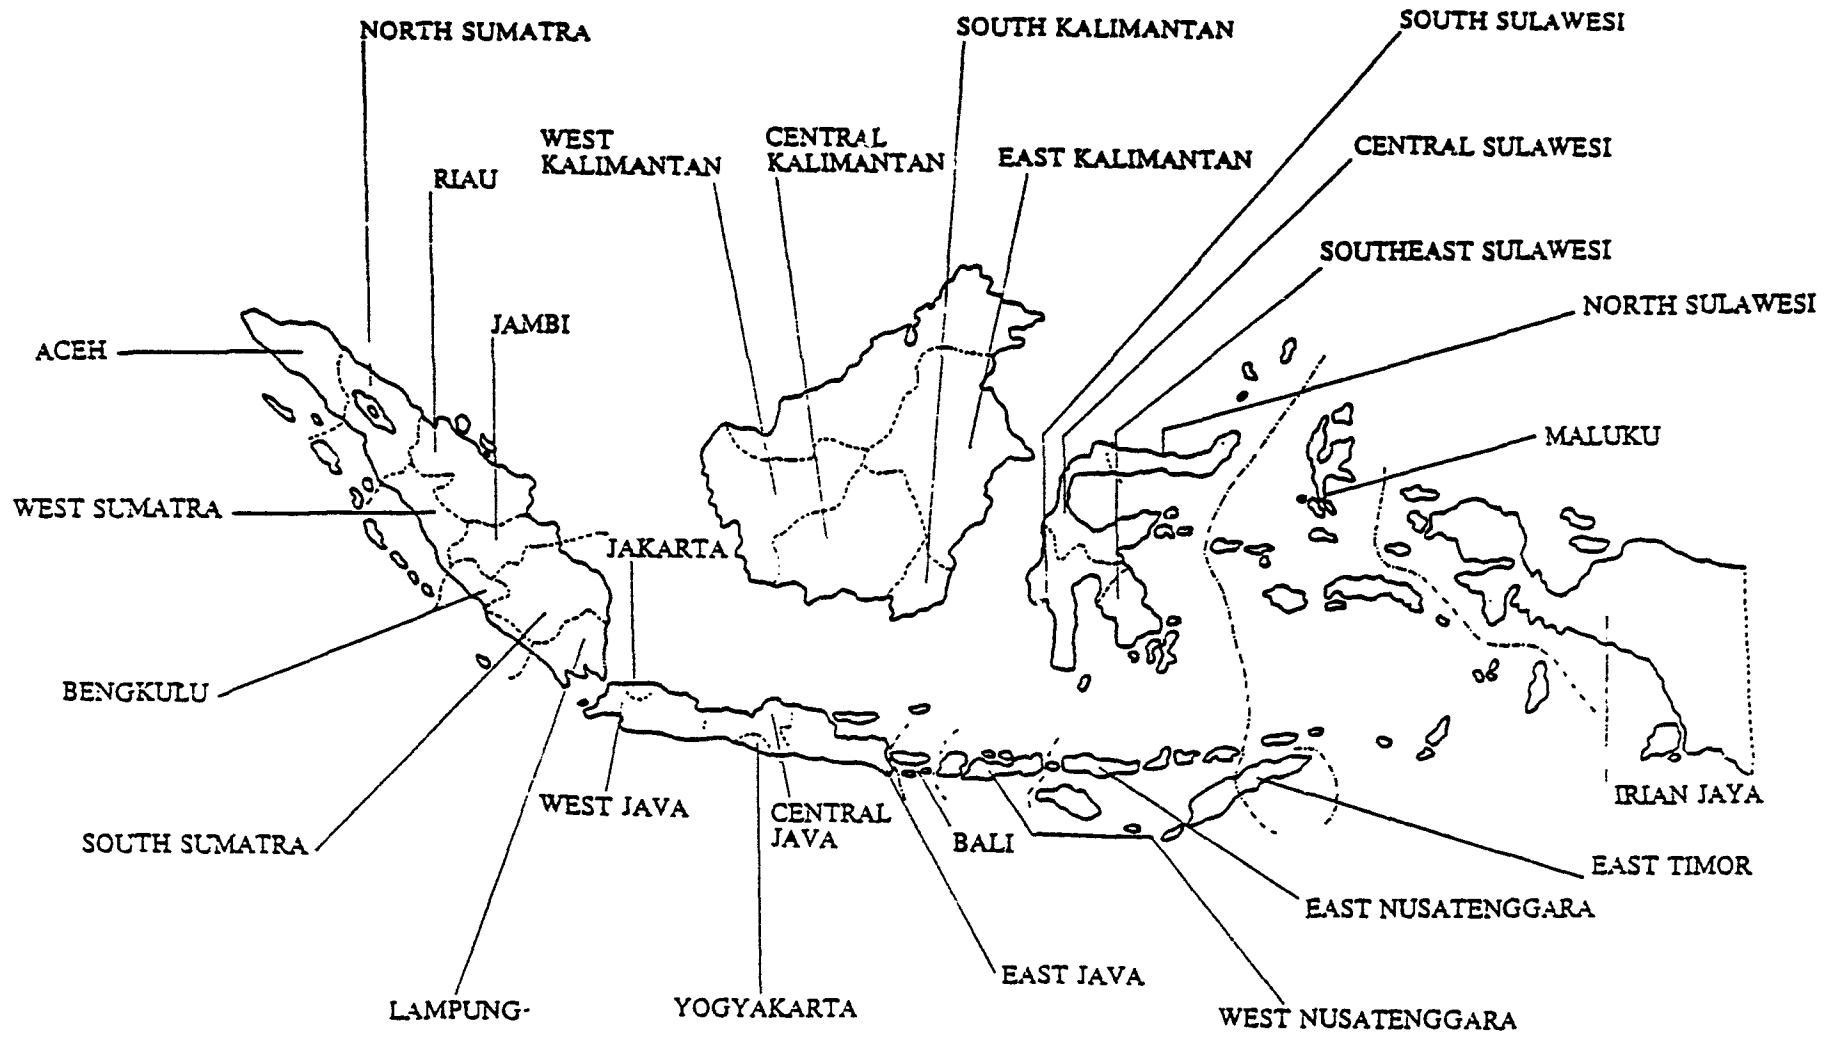 NORTH SUMATRA
SOUTH KALIMANTAN
SOUTH SULAWESI
WEST
KALIMANTAN
CENTRAL
KALIMANTAN
EAST KALIMANTAN
CENTRAL SULAWESI
RIAU
SOUTHEAST SULAWESI
NORTH SULAWESI
JAMBI
ACEH
MALUKU
WEST SUMATRA
JAKARTA
BENGKULU
IRIAN JAYA
WEST JAVA
CENTRAL
JAVA
BALI
SOUTH SUMATRA
EAST TIMOR
EAST NUSATENGGARA
EAST JAVA
LAMPUNG-
YOGYAKARTA
WEST NUSATENGGARA